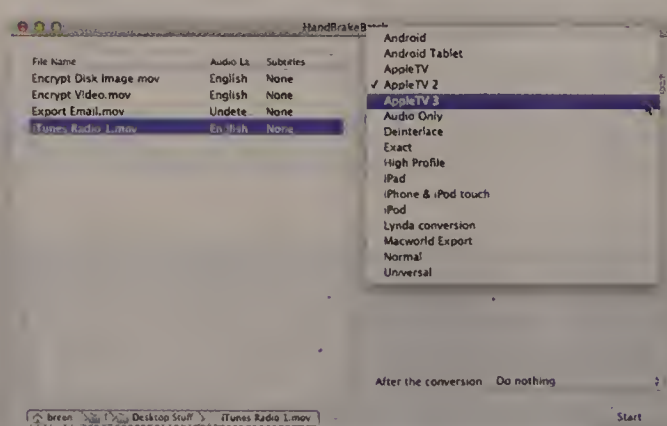 HandBrakeBatch
File Name Audio La Subtitles
Encrypt Disk Image.mov English None
Encrypt Video.mov English None
Export Email.mov Undete... None
iTunes Radio 1.mov English None
Android
Android Tablet
AppleTV
✓ AppleTV 2
AppleTV 3
Audio Only
Deinterlace
Exact
High Profile
iPad
iPhone & iPod touch
iPod
Lynda conversion
Macworld Export
Normal
Universal
After the conversion Do nothing
breen Desktop Stuff iTunes Radio 1.mov
Start